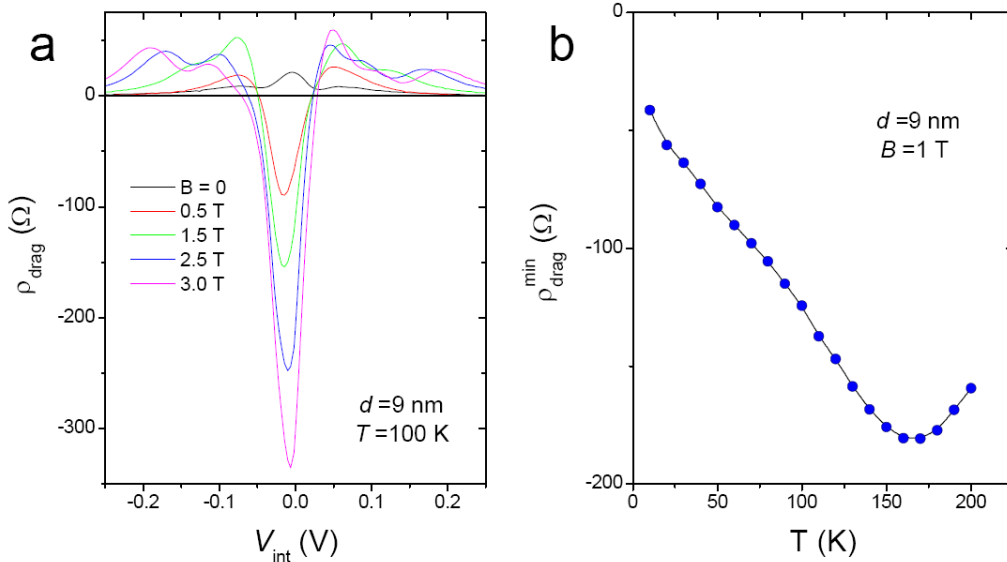 a
0
-100
-200
-300
ρdrag (Ω)
B = 0
0.5 T
1.5 T
2.5 T
3.0 T
d =9 nm
T =100 K
-0.2
-0.1
0.0
0.1
0.2
Vint (V)
b
0
-100
-200
ρdrag min (Ω)
d =9 nm
B =1 T
0
50
100
150
200
T (K)